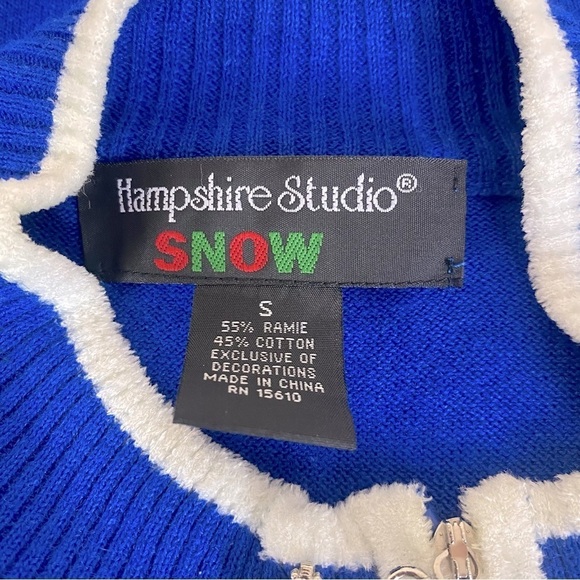 Hampshire Studio®
SNOW
S
55% RAMIE
45% COTTON
EXCLUSIVE OF
DECORATIONS
MADE IN CHINA
RN 15610